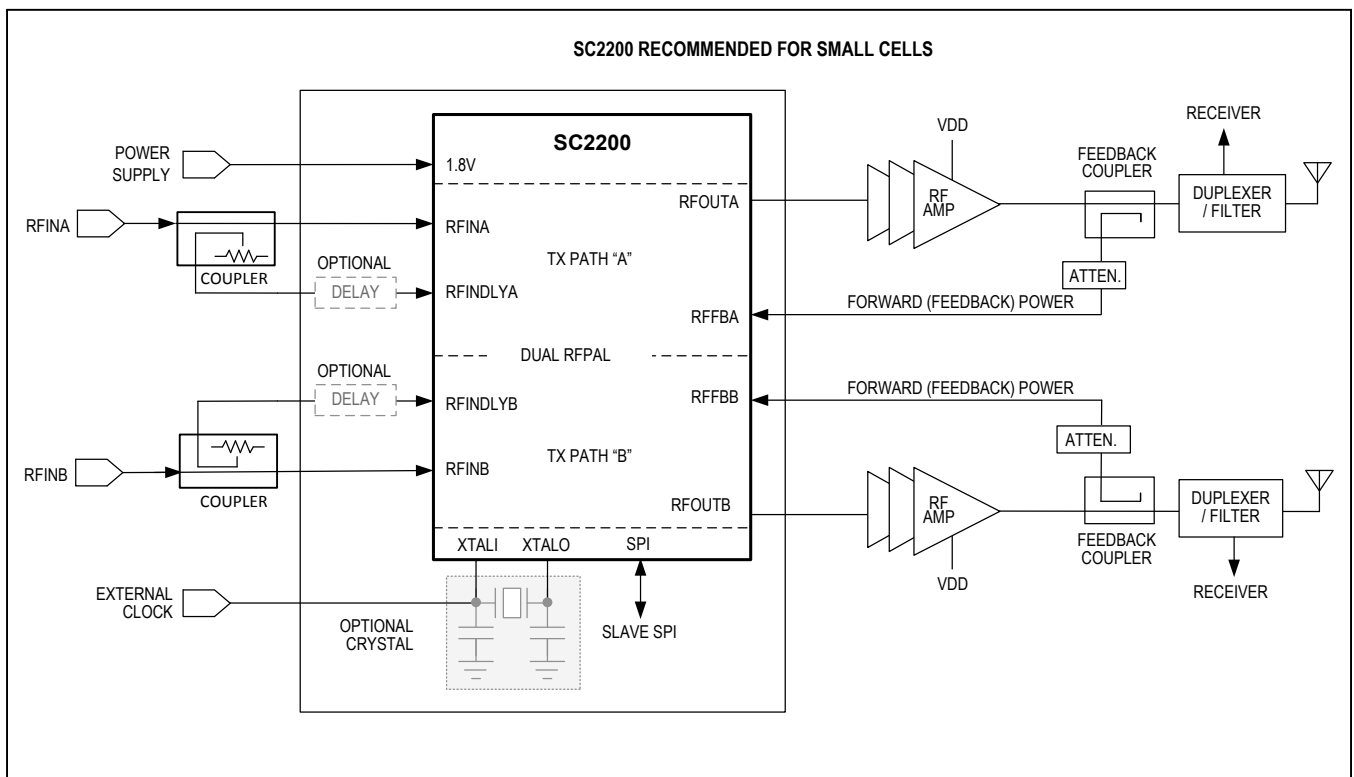 SC2200 RECOMMENDED FOR SMALL CELLS
POWER
SUPPLY
SC2200
1.8V
VDD
RECEIVER
FEEDBACK
COUPLER
RFOUTA
RF
AMP
DUPLEXER
/ FILTER
RFINA
RFINA
COUPLER
OPTIONAL
DELAY
TX PATH “A”
ATTEN.
RFINDLYA
FORWARD (FEEDBACK) POWER
RFFBA
DUAL RFPAL
OPTIONAL
DELAY
RFINDLYB
RFFBB
FORWARD (FEEDBACK) POWER
ATTEN.
RFINB
COUPLER
RFINB
TX PATH “B”
RFOUTB
RF
AMP
DUPLEXER
/ FILTER
FEEDBACK
COUPLER
VDD
RECEIVER
XTALI
XTALO
SPI
EXTERNAL
CLOCK
OPTIONAL
CRYSTAL
SLAVE SPI